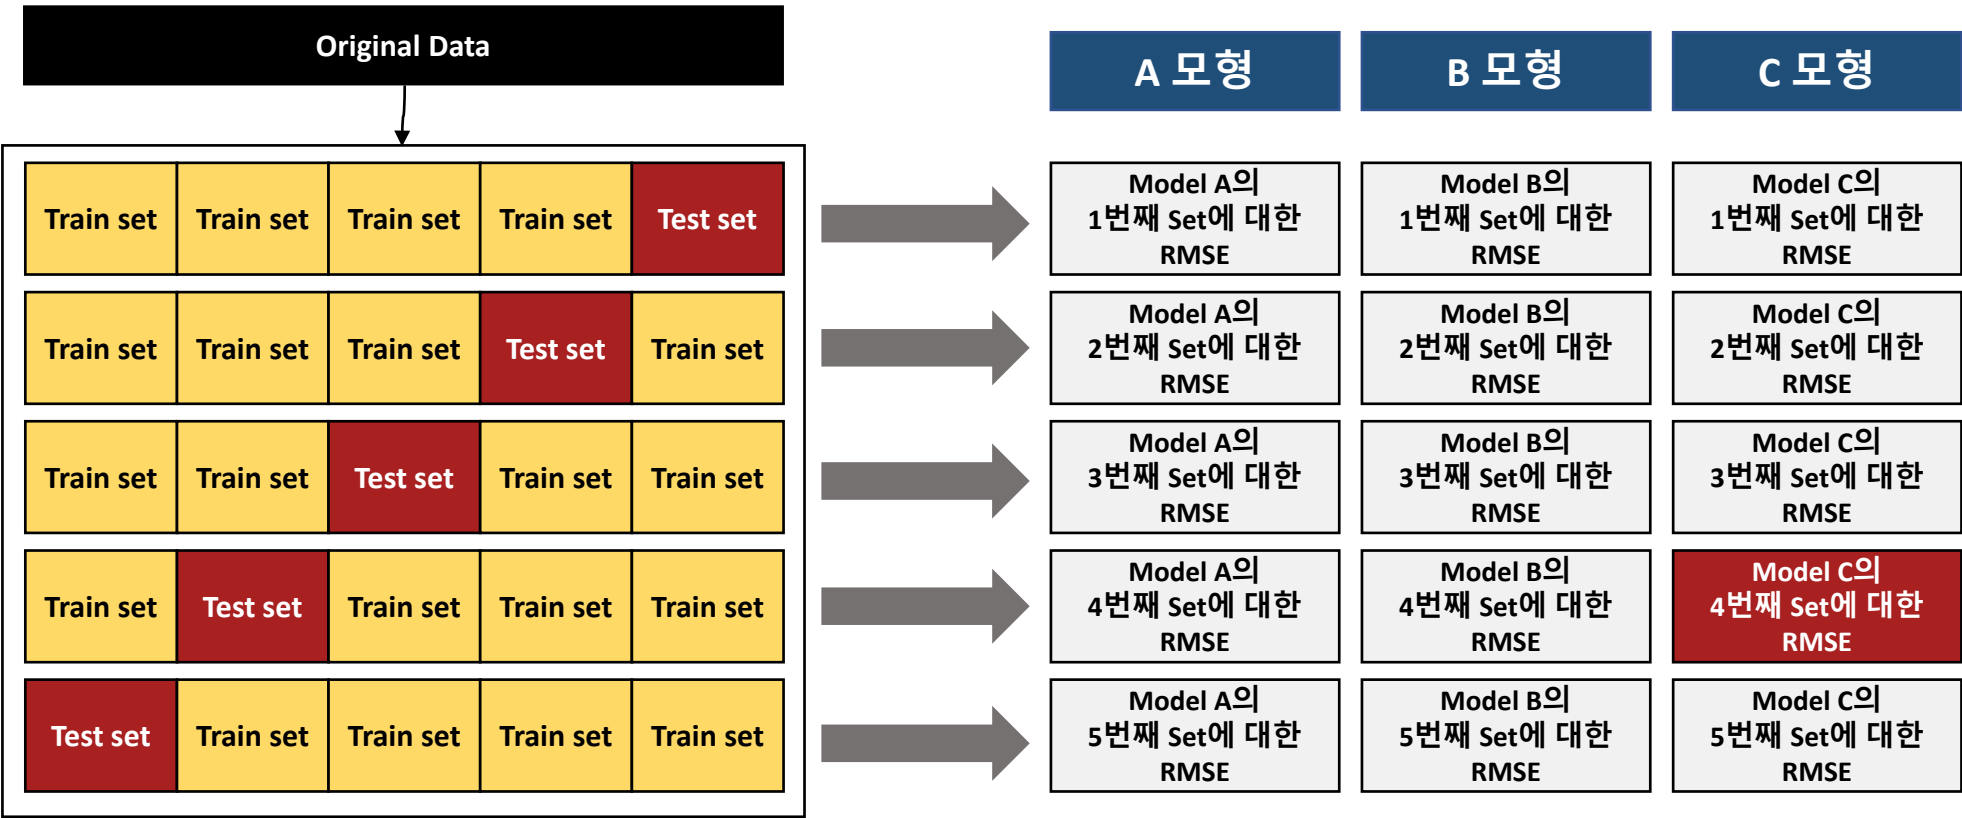 Original Data
A 모형
B 모형
C 모형
Train set
Train set
Train set
Train set
Test set
Model A의
1번째 Set에 대한
RMSE
Model B의
1번째 Set에 대한
RMSE
Model C의
1번째 Set에 대한
RMSE
Train set
Train set
Train set
Test set
Train set
Model A의
2번째 Set에 대한
RMSE
Model B의
2번째 Set에 대한
RMSE
Model C의
2번째 Set에 대한
RMSE
Train set
Train set
Test set
Train set
Train set
Model A의
3번째 Set에 대한
RMSE
Model B의
3번째 Set에 대한
RMSE
Model C의
3번째 Set에 대한
RMSE
Train set
Test set
Train set
Train set
Train set
Model A의
4번째 Set에 대한
RMSE
Model B의
4번째 Set에 대한
RMSE
Model C의
4번째 Set에 대한
RMSE
Test set
Train set
Train set
Train set
Train set
Model A의
5번째 Set에 대한
RMSE
Model B의
5번째 Set에 대한
RMSE
Model C의
5번째 Set에 대한
RMSE